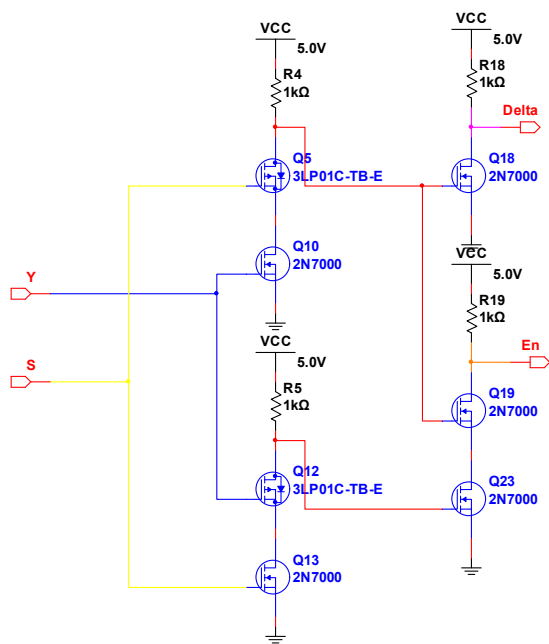 VCC
5.0V
R4
1kΩ
Q5
3LP01C-TB-E
Q10
2N7000
Y
S
VCC
5.0V
R5
1kΩ
Q12
3LP01C-TB-E
Q13
2N7000
VCC
5.0V
R18
1kΩ
Delta
Q18
2N7000
VCC
5.0V
R19
1kΩ
En
Q19
2N7000
Q23
2N7000